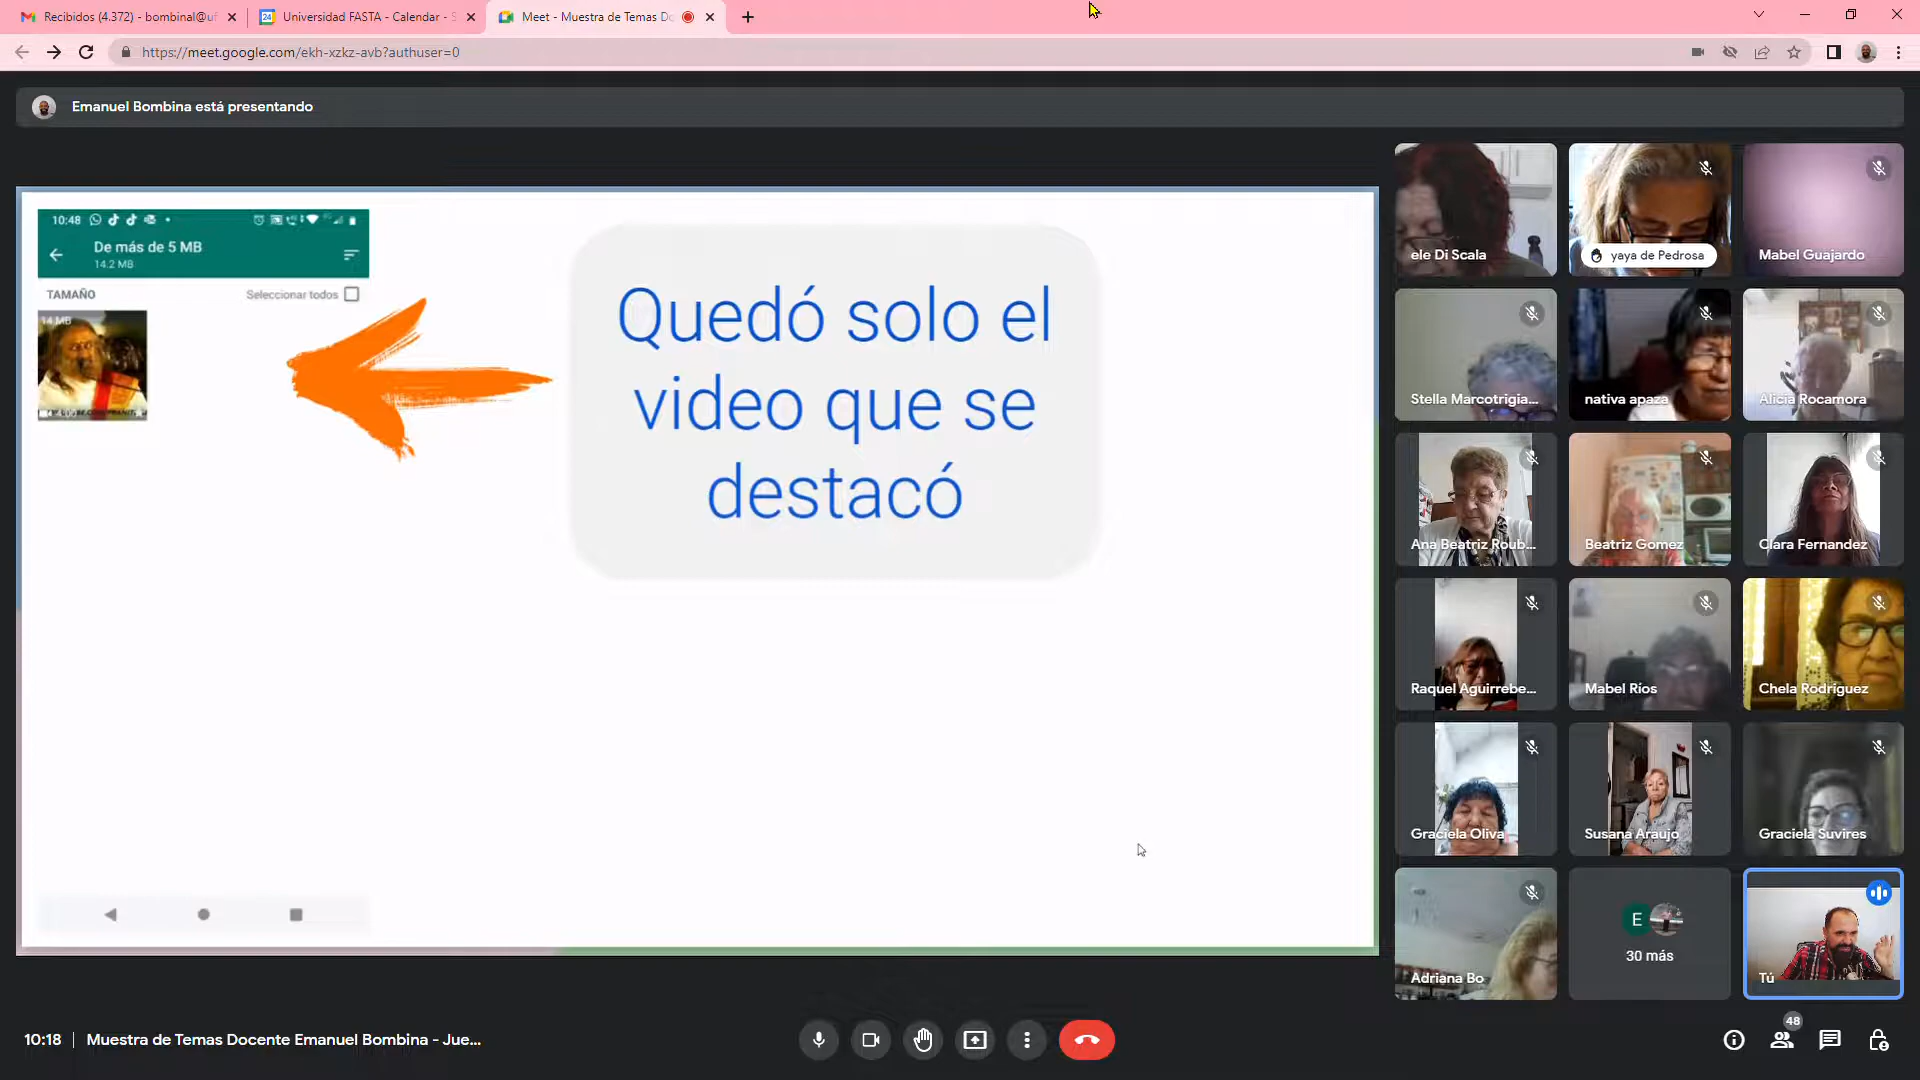 Recibidos (4.372) - bombinal@uf
Universidad FASTA - Calendar - S
Meet - Muestra de Temas Do
https://meet.google.com/ekh-xzkz-avb?authuser=0
Emanuel Bombina está presentando
10:48
De más de 5 MB
14.2 MB
TAMAÑO
Seleccionar todos
14 MB
Quedó solo el
video que se
destacó
ele Di Scala
yaya de Pedrosa
Mabel Guajardo
Stella Marcotrigia...
nativa apaza
Alicia Rocamora
Ana Beatriz Roub...
Beatriz Gomez
Clara Fernandez
Raquel Aguirrebe...
Mabel Ríos
Chela Rodriguez
Graciela Oliva
Susana Araujo
Graciela Suvires
Adriana Bo
E
30 más
Tú
10:18
Muestra de Temas Docente Emanuel Bombina - Jue...
48